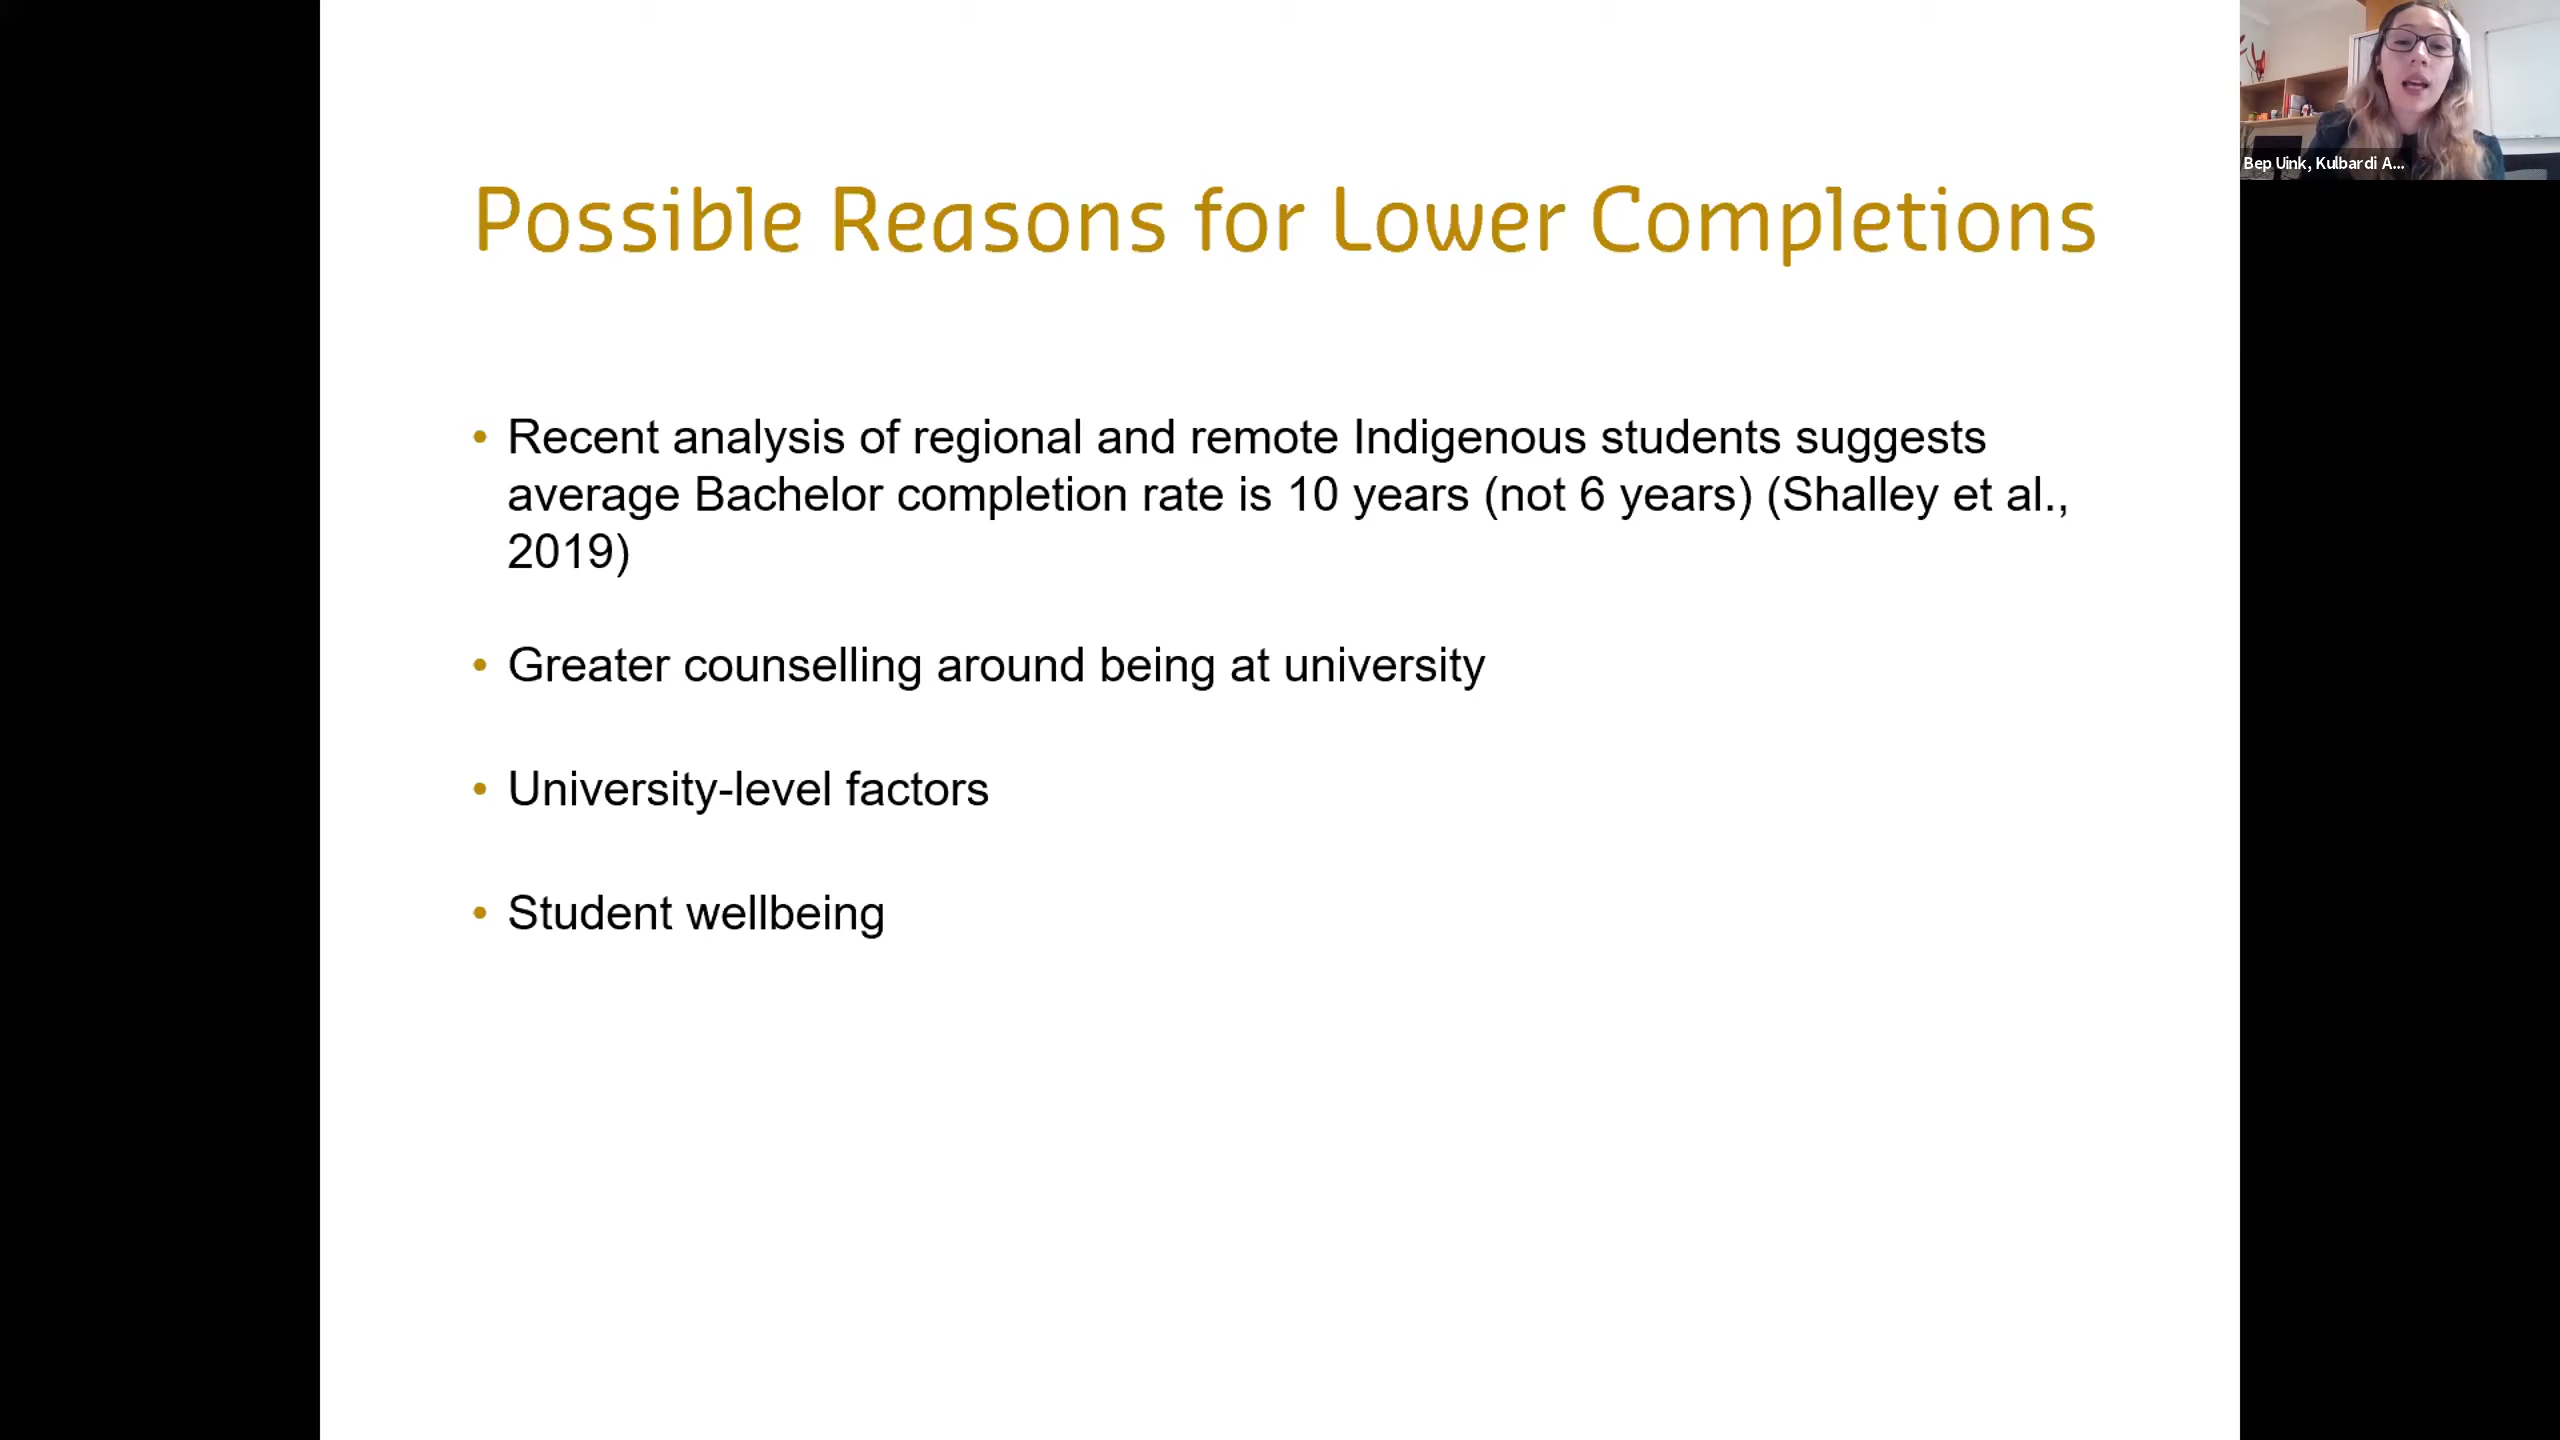 Possible Reasons for Lower Completions
• Recent analysis of regional and remote Indigenous students suggests
average Bachelor completion rate is 10 years (not 6 years) (Shalley et al.,
2019)
• Greater counselling around being at university
• University-level factors
• Student wellbeing
Bep Uink, Kulbardi A...